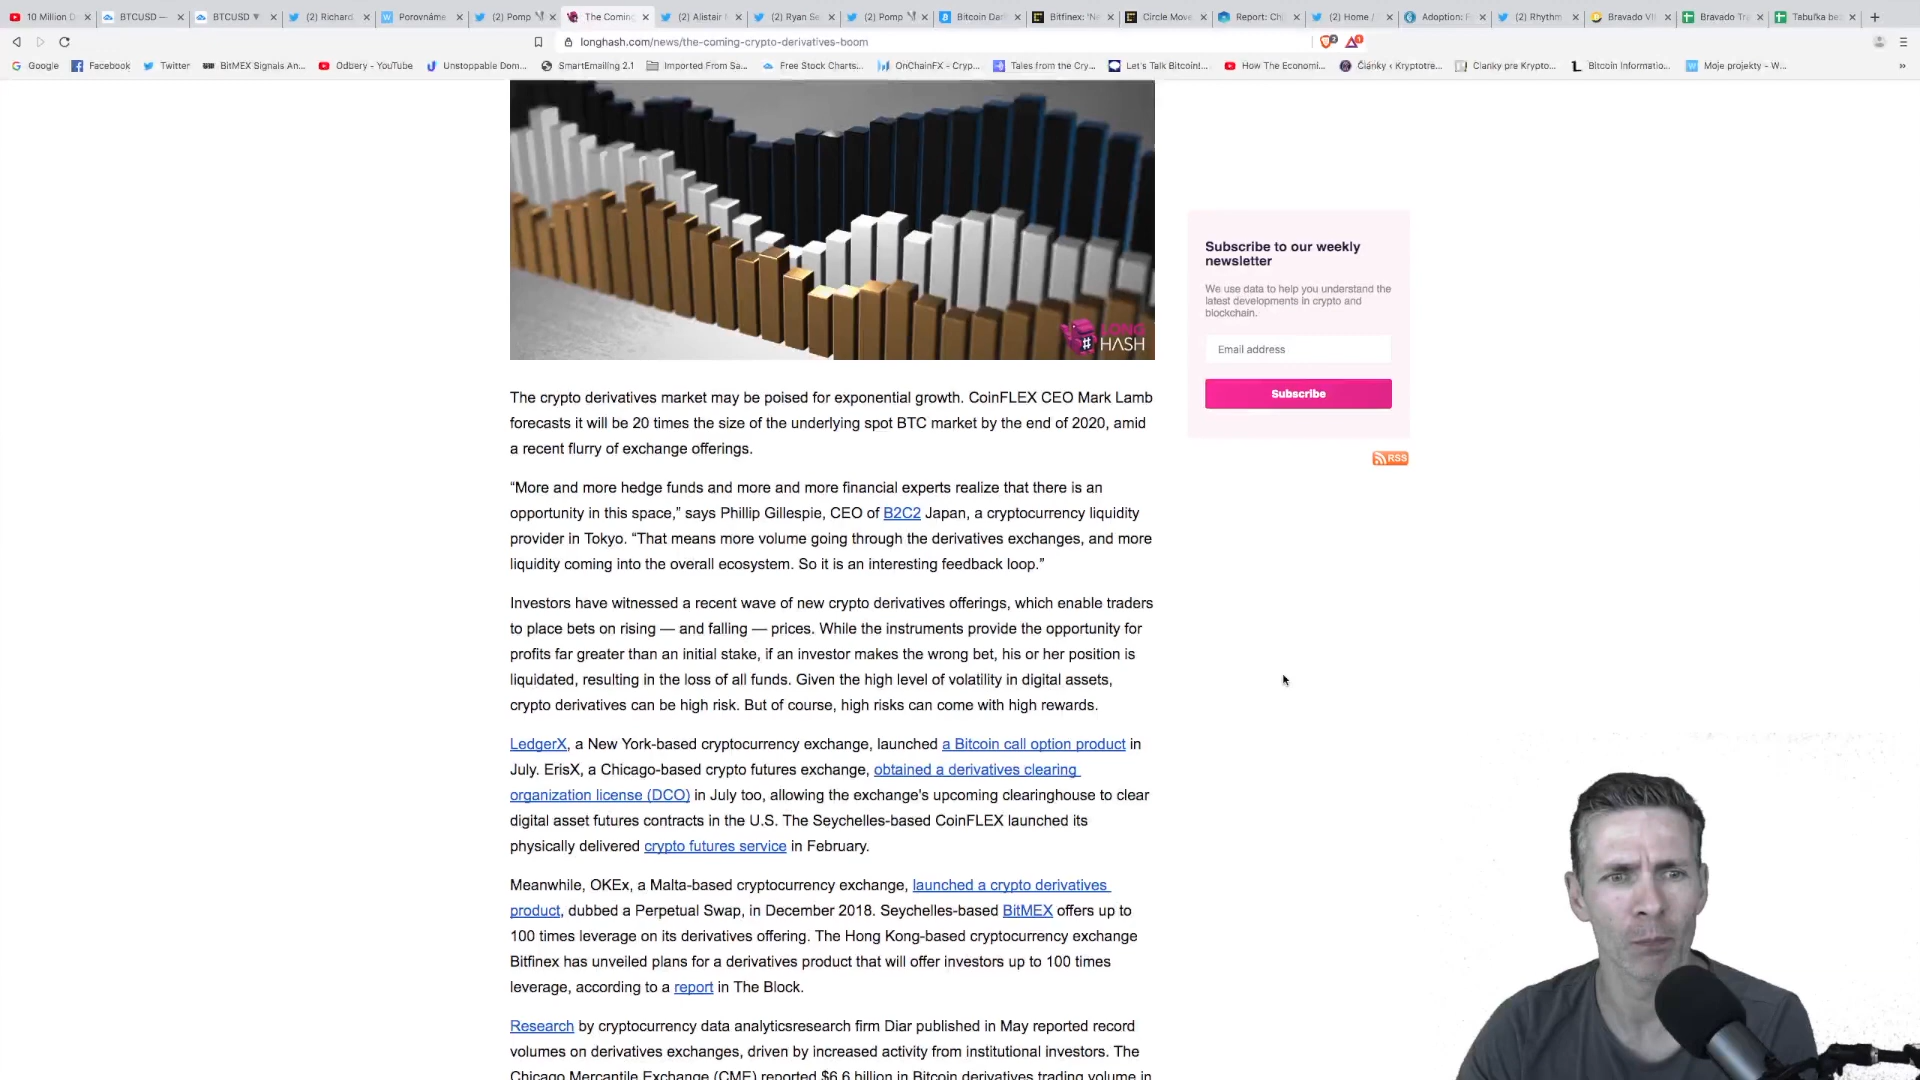 10 Million D
BTCUSD —
BTCUSD ▼
(2) Richard
Porovnáme
(2) Pomp
The Coming
(2) Alistair
(2) Ryan Se
(2) Pomp
Bitcoin Da
Bitfinex: 'N
Circle Move
Report: Ch
(2) Home /
Adoption: F
(2) Rhythm
Bravado VI
Bravado Tr
Tabuľka be
longhash.com/news/the-coming-crypto-derivatives-boom
2
1
Google
Facebook
Twitter
BitMEX Signals An...
Odbery - YouTube
Unstoppable Dom...
SmartEmailing 2.1
Imported From Sa...
Free Stock Charts...
OnChainFX - Cryp...
Tales from the Cry...
Let's Talk Bitcoin!...
How The Economi...
Články ‹ Kryptotre...
Clanky pre Krypto...
Bitcoin Informatio...
Moje projekty - W...
LONG
HASH
Subscribe to our weekly
newsletter
We use data to help you understand the
latest developments in crypto and
blockchain.
Email address
Subscribe
RSS
The crypto derivatives market may be poised for exponential growth. CoinFLEX CEO Mark Lamb
forecasts it will be 20 times the size of the underlying spot BTC market by the end of 2020, amid
a recent flurry of exchange offerings.
“More and more hedge funds and more and more financial experts realize that there is an
opportunity in this space,” says Phillip Gillespie, CEO of B2C2 Japan, a cryptocurrency liquidity
provider in Tokyo. “That means more volume going through the derivatives exchanges, and more
liquidity coming into the overall ecosystem. So it is an interesting feedback loop.”
Investors have witnessed a recent wave of new crypto derivatives offerings, which enable traders
to place bets on rising — and falling — prices. While the instruments provide the opportunity for
profits far greater than an initial stake, if an investor makes the wrong bet, his or her position is
liquidated, resulting in the loss of all funds. Given the high level of volatility in digital assets,
crypto derivatives can be high risk. But of course, high risks can come with high rewards.
LedgerX, a New York-based cryptocurrency exchange, launched a Bitcoin call option product in
July. ErisX, a Chicago-based crypto futures exchange, obtained a derivatives clearing
organization license (DCO) in July too, allowing the exchange's upcoming clearinghouse to clear
digital asset futures contracts in the U.S. The Seychelles-based CoinFLEX launched its
physically delivered crypto futures service in February.
Meanwhile, OKEx, a Malta-based cryptocurrency exchange, launched a crypto derivatives
product, dubbed a Perpetual Swap, in December 2018. Seychelles-based BitMEX offers up to
100 times leverage on its derivatives offering. The Hong Kong-based cryptocurrency exchange
Bitfinex has unveiled plans for a derivatives product that will offer investors up to 100 times
leverage, according to a report in The Block.
Research by cryptocurrency data analyticsresearch firm Diar published in May reported record
volumes on derivatives exchanges, driven by increased activity from institutional investors. The
Chicago Mercantile Exchange (CME) reported $6.6 billion in Bitcoin derivatives trading volume in